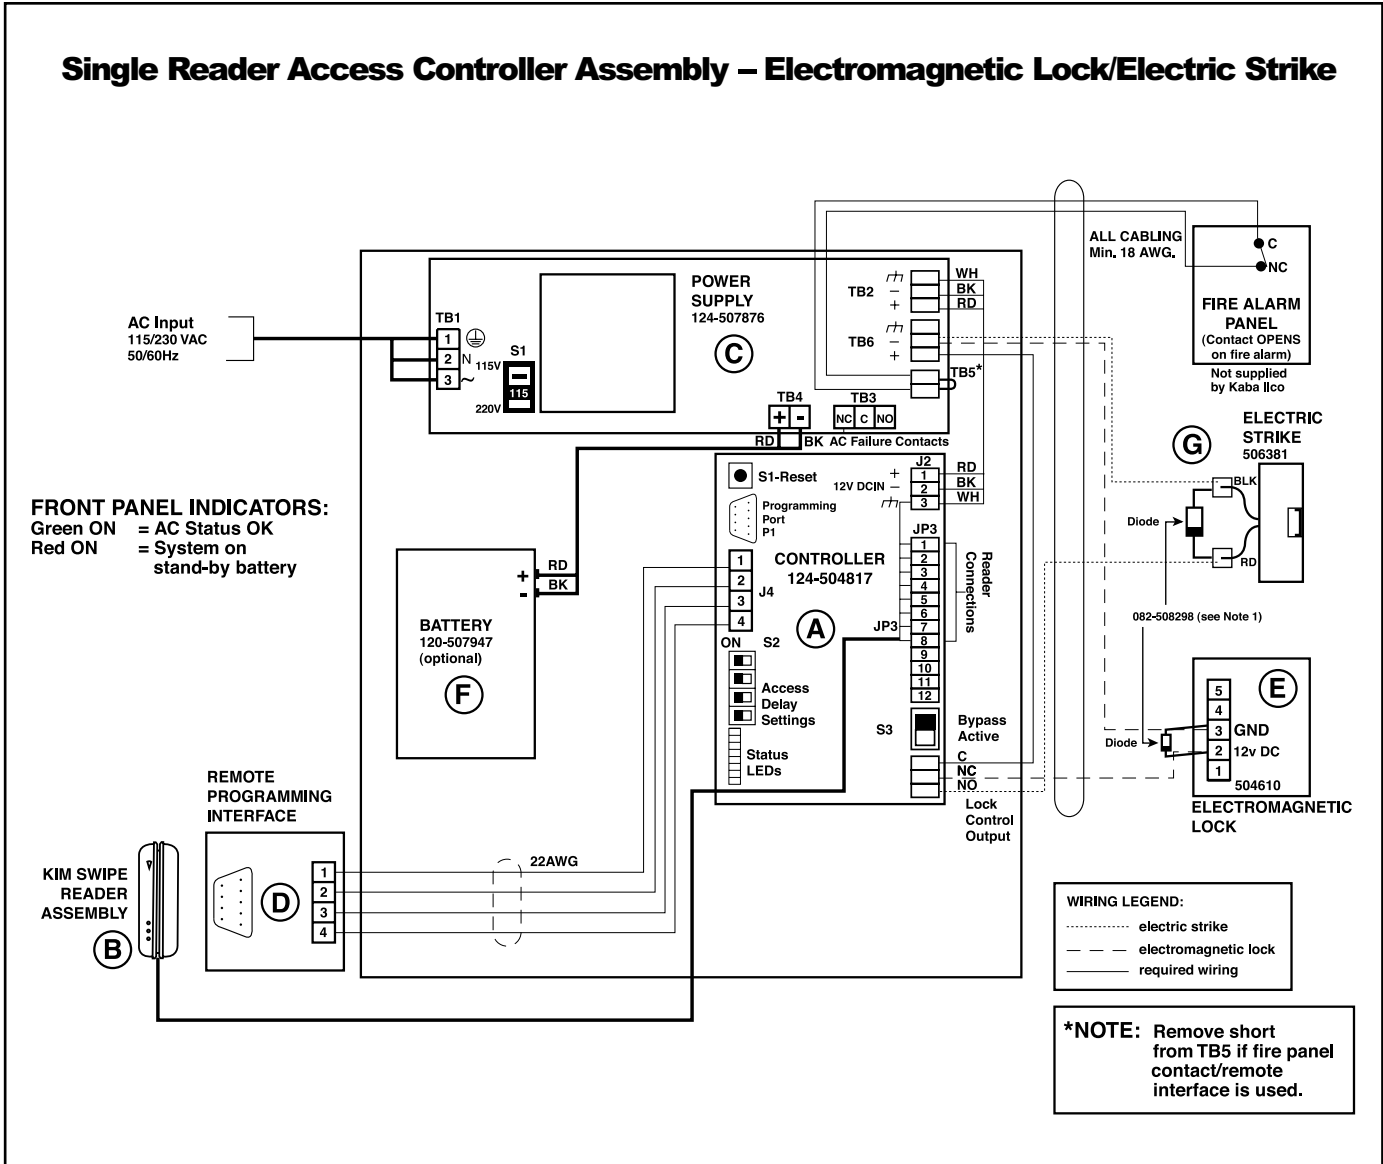 Single Reader Access Controller Assembly – Electromagnetic Lock/Electric Strike
ALL CABLING
Min. 18 AWG.
C
NC
FIRE ALARM
PANEL
(Contact OPENS
on fire alarm)
Not supplied
by Kaba Ilco
AC Input
115/230 VAC
50/60Hz
TB1
1
2
3
N
~
S1
115V
115
220V
POWER
SUPPLY
124-507876
C
TB2
–
+
WH
BK
RD
TB6
–
+
TB5*
TB4
+ -
RD
BK
TB3
NC C NO
AC Failure Contacts
FRONT PANEL INDICATORS:
Green ON = AC Status OK
Red ON = System on
stand-by battery
BATTERY
120-507947
(optional)
F
+
-
RD
BK
S1-Reset
Programming
Port
P1
J2
+
12V DCIN –
1
2
3
RD
BK
WH
CONTROLLER
124-504817
A
1
2
3
4
J4
JP3
1
2
3
4
5
6
7
8
9
10
11
12
JP3
Reader
Connections
ON
S2
Access
Delay
Settings
Status
LEDs
S3
Bypass
Active
C
NC
NO
Lock
Control
Output
G
ELECTRIC
STRIKE
506381
BLK
RD
Diode
082-508298 (see Note 1)
Diode
5
4
3
2
1
E
GND
12v DC
504610
ELECTROMAGNETIC
LOCK
REMOTE
PROGRAMMING
INTERFACE
D
1
2
3
4
22AWG
KIM SWIPE
READER
ASSEMBLY
B
WIRING LEGEND:
electric strike
electromagnetic lock
required wiring
*NOTE: Remove short
from TB5 if fire panel
contact/remote
interface is used.